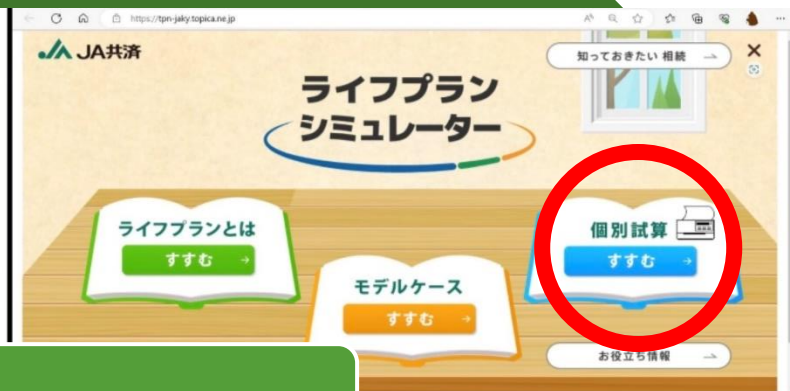 https://tpn-jaky.topica.ne.jp
JA共済
知っておきたい 相続
ライフプラン
シミュレーター
ライフプランとは
すすむ
個別試算
すすむ
モデルケース
すすむ
お役立ち情報